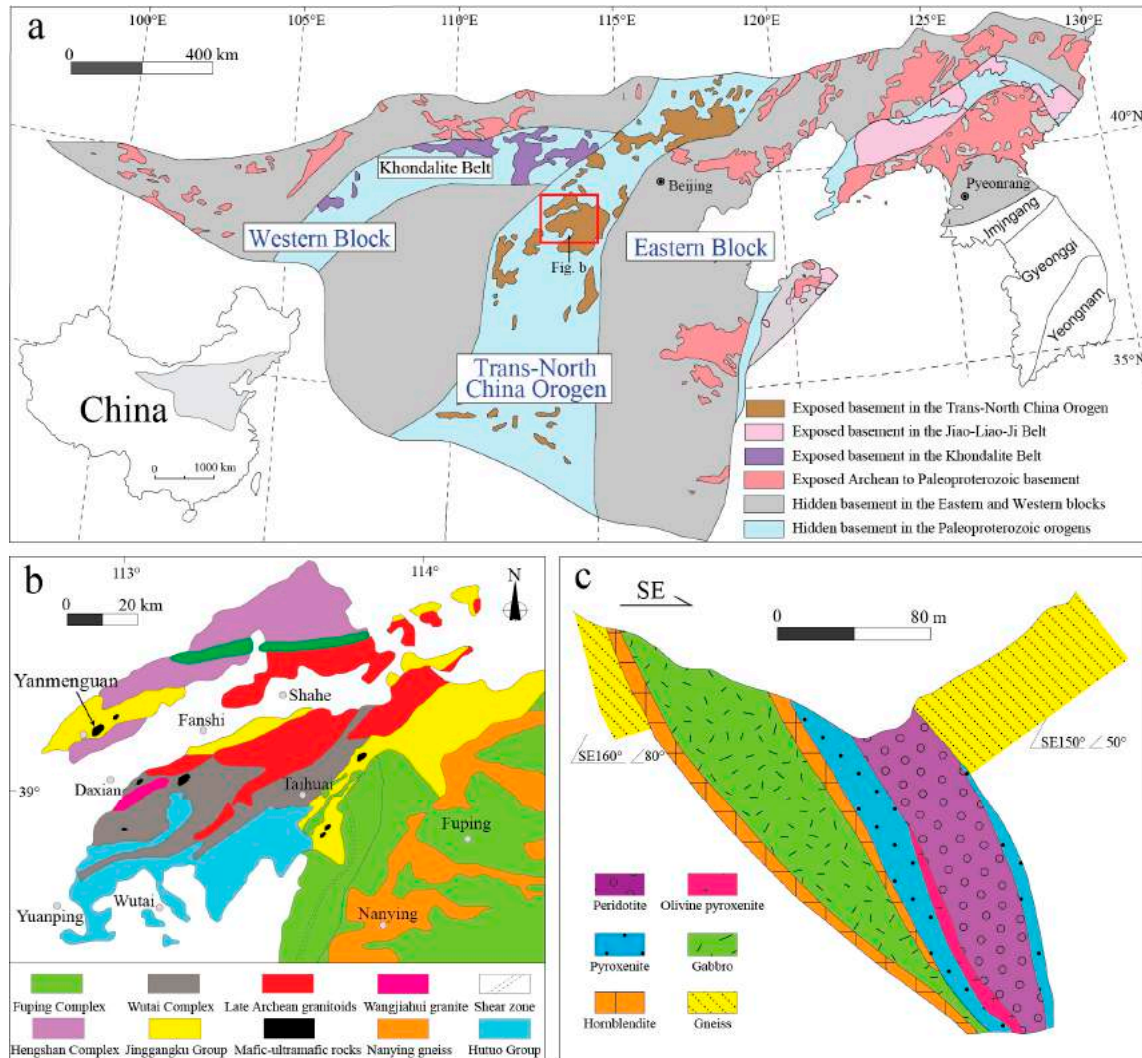 100°E
105°E
110°E
115°E
120°E
125°E
130°E
a
0
400 km
40°N
Khondalite Belt
Beijing
Pyeonrang
Imjingang
Western Block
Eastern Block
Fig. b
Gyeonggi
Yeongnam
35°N
Trans-North
China Orogen
China
0
1000 km
Exposed basement in the Trans-North China Orogen
Exposed basement in the Jiao-Liao-Ji Belt
Exposed basement in the Khondalite Belt
Exposed Archean to Paleoproterozoic basement
Hidden basement in the Eastern and Western blocks
Hidden basement in the Paleoproterozoic orogens
100°E
105°E
110°E
115°E
120°E
b
113°
114°
N
0
20 km
Yanmenguan
Shahe
Fanshi
Daxian
Taihuai
39°
Fuping
Wutai
Yuanping
Nanying
Fuping Complex
Wutai Complex
Late Archean granitoids
Wangjiahui granite
Shear zone
Hengshan Complex
Jinggangku Group
Mafic-ultramafic rocks
Nanying gneiss
Hutuo Group
c
SE
0
80 m
SE160°
80°
SE150°
50°
Peridotite
Olivine pyroxenite
Pyroxenite
Gabbro
Hornblendite
Gneiss